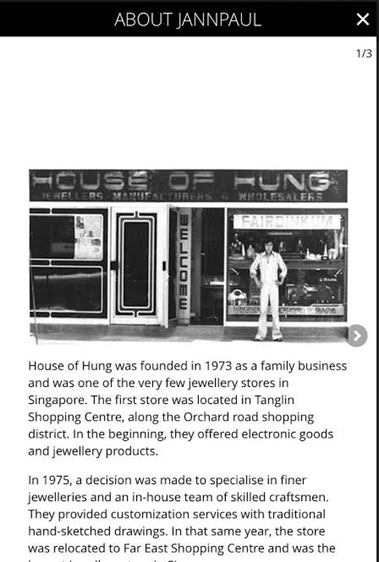 ABOUT JANNPAUL
1/3
HOUSE OF HUNG
JEWELLERS MANUFACTURERS & WHOLESALERS
WELCOME
FAIRDINKUM
House of Hung was founded in 1973 as a family business
and was one of the very few jewellery stores in
Singapore. The first store was located in Tanglin
Shopping Centre, along the Orchard road shopping
district. In the beginning, they offered electronic goods
and jewellery products.
In 1975, a decision was made to specialise in finer
jewelleries and an in-house team of skilled craftsmen.
They provided customization services with traditional
hand-sketched drawings. In that same year, the store
was relocated to Far East Shopping Centre and was the